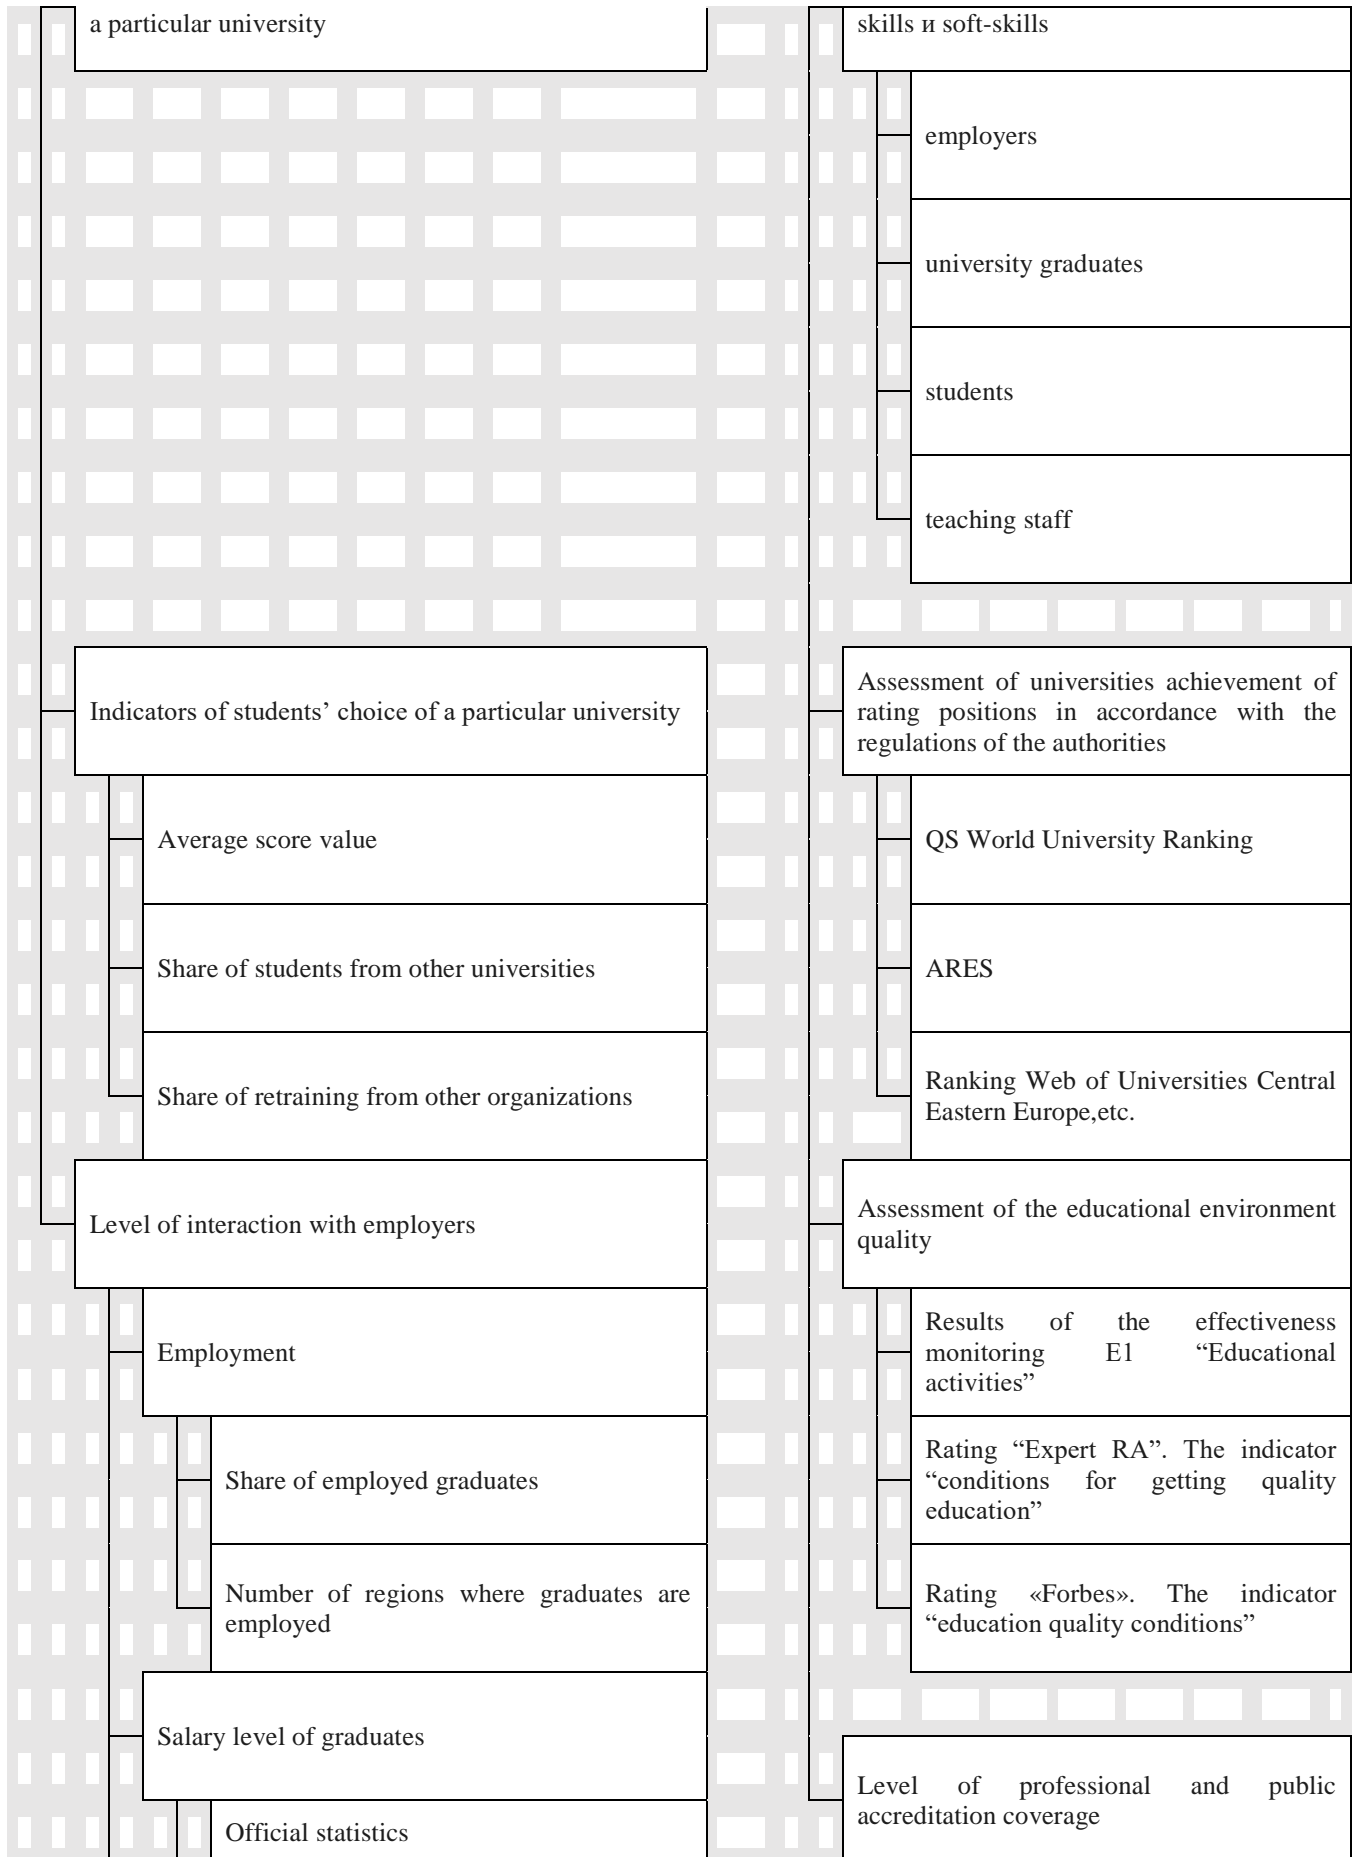 a particular university
Indicators of students’ choice of a particular university
Average score value
Share of students from other universities
Share of retraining from other organizations
Level of interaction with employers
Employment
Share of employed graduates
Number of regions where graduates are
employed
Salary level of graduates
Official statistics
skills и soft-skills
employers
university graduates
students
teaching staff
Assessment of universities achievement of
rating positions in accordance with the
regulations of the authorities
QS World University Ranking
ARES
Ranking Web of Universities Central
Eastern Europe,etc.
Assessment of the educational environment
quality
Results of the effectiveness
monitoring E1 “Educational
activities”
Rating “Expert RA”. The indicator
“conditions for getting quality
education”
Rating «Forbes». The indicator
“education quality conditions”
Level of professional and public
accreditation coverage